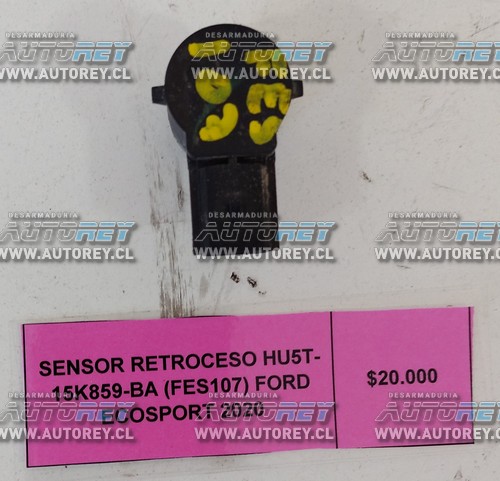 DESARMADURIA
AUTOREY
WWW.AUTOREY.CL
SENSOR RETROCESO HU5T-
15K859-BA (FES107) FORD
ECOSPORT 2020
$20.000